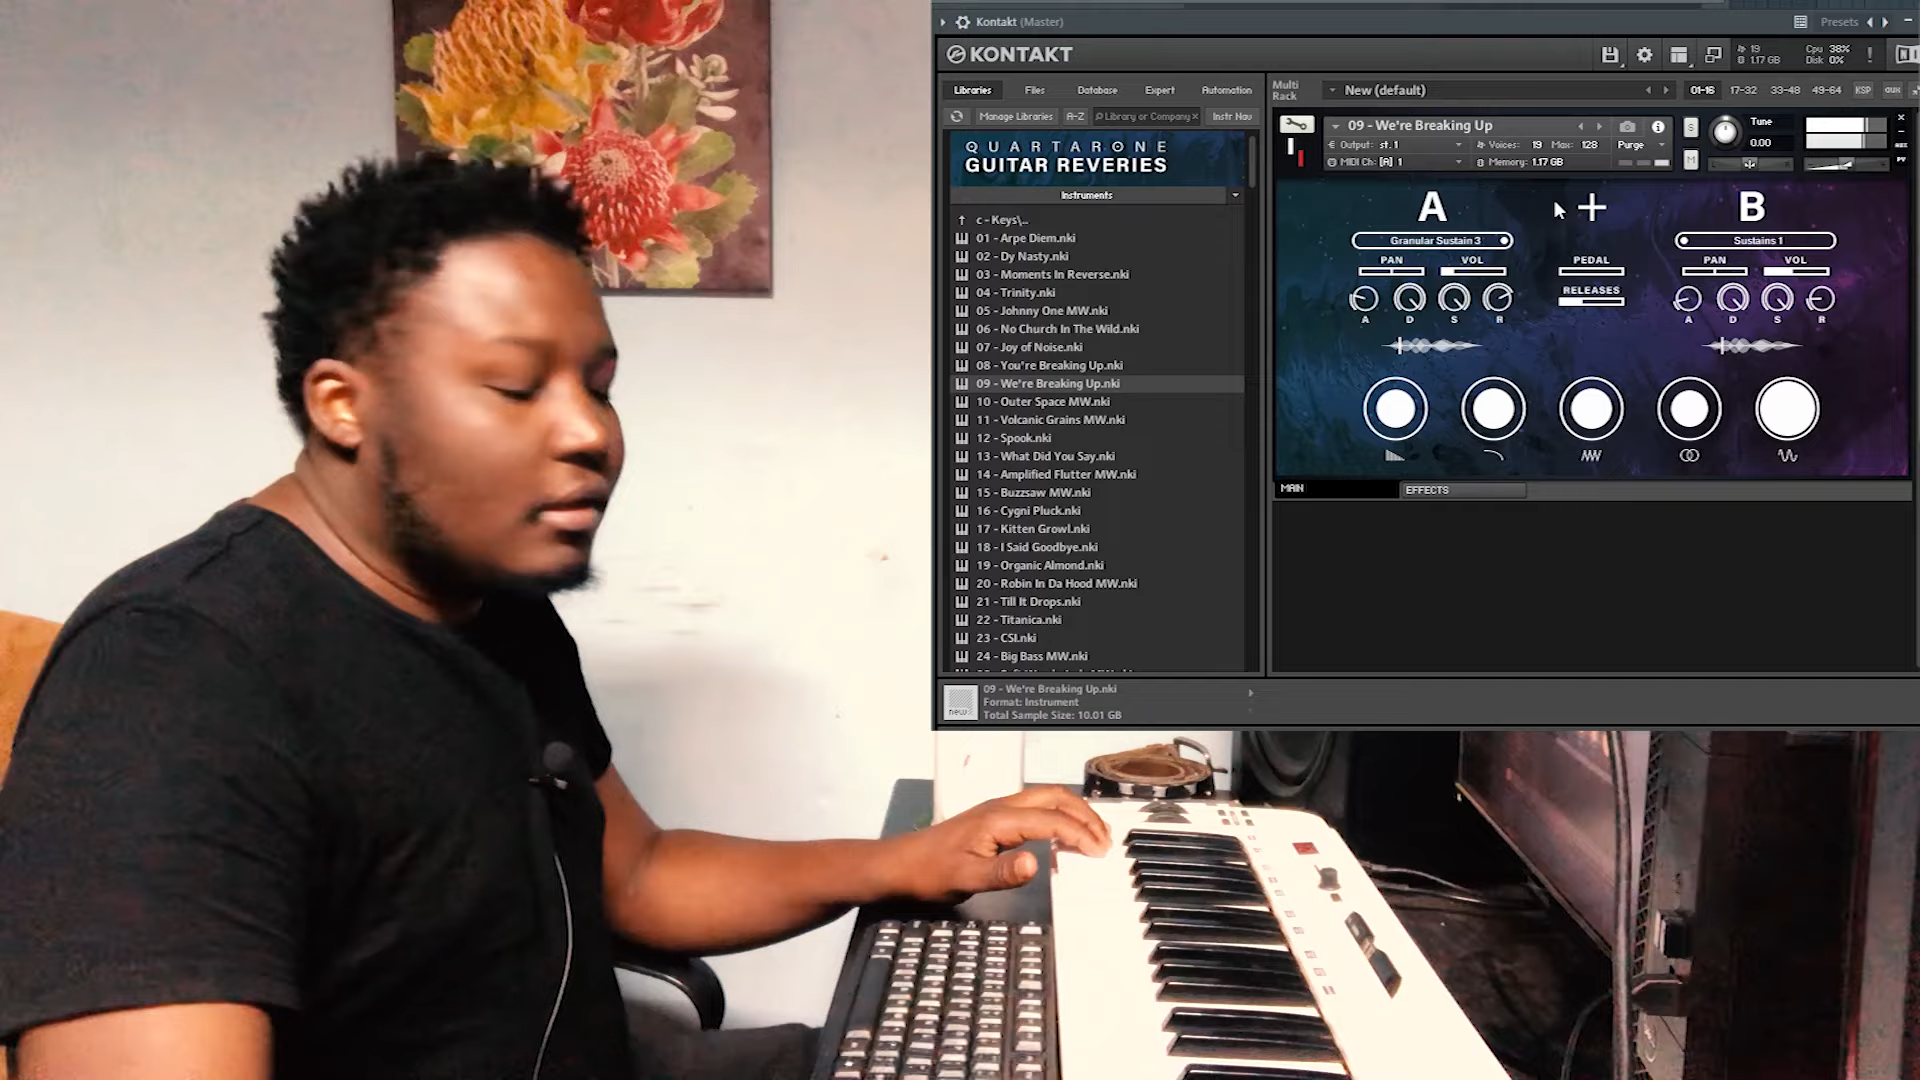 Kontakt (Master)
Presets
KONTAKT
19
1.17 GB
Cpu 38%
Disk 0%
Libraries Files Database Expert Automation
Manage Libraries A-Z Library or Company Instr Nav
Multi
Rack
New (default)
01-16 17-32 33-48 49-64 KSP AUX
QUARTARONE
GUITAR REVERIES
Instruments
c - Keys\..
01 - Arpe Diem.nki
02 - Dy Nasty.nki
03 - Moments In Reverse.nki
04 - Trinity.nki
05 - Johnny One MW.nki
06 - No Church In The Wild.nki
07 - Joy of Noise.nki
08 - You're Breaking Up.nki
09 - We're Breaking Up.nki
10 - Outer Space MW.nki
11 - Volcanic Grains MW.nki
12 - Spook.nki
13 - What Did You Say.nki
14 - Amplified Flutter MW.nki
15 - Buzzsaw MW.nki
16 - Cygni Pluck.nki
17 - Kitten Growl.nki
18 - I Said Goodbye.nki
19 - Organic Almond.nki
20 - Robin In Da Hood MW.nki
21 - Till It Drops.nki
22 - Titanica.nki
23 - CSI.nki
24 - Big Bass MW.nki
09 - We're Breaking Up
Output: st.1 Voices: 19 Max: 128 Purge
MIDI Ch: [A] 1 Memory: 1.17 GB
S
M
Tune
0.00
AUX
PV
A + B
Granular Sustain 3
Sustains 1
PAN VOL PEDAL PAN VOL
RELEASES
A D S R A D S R
MAIN EFFECTS
new
09 - We're Breaking Up.nki
Format: Instrument
Total Sample Size: 10.01 GB